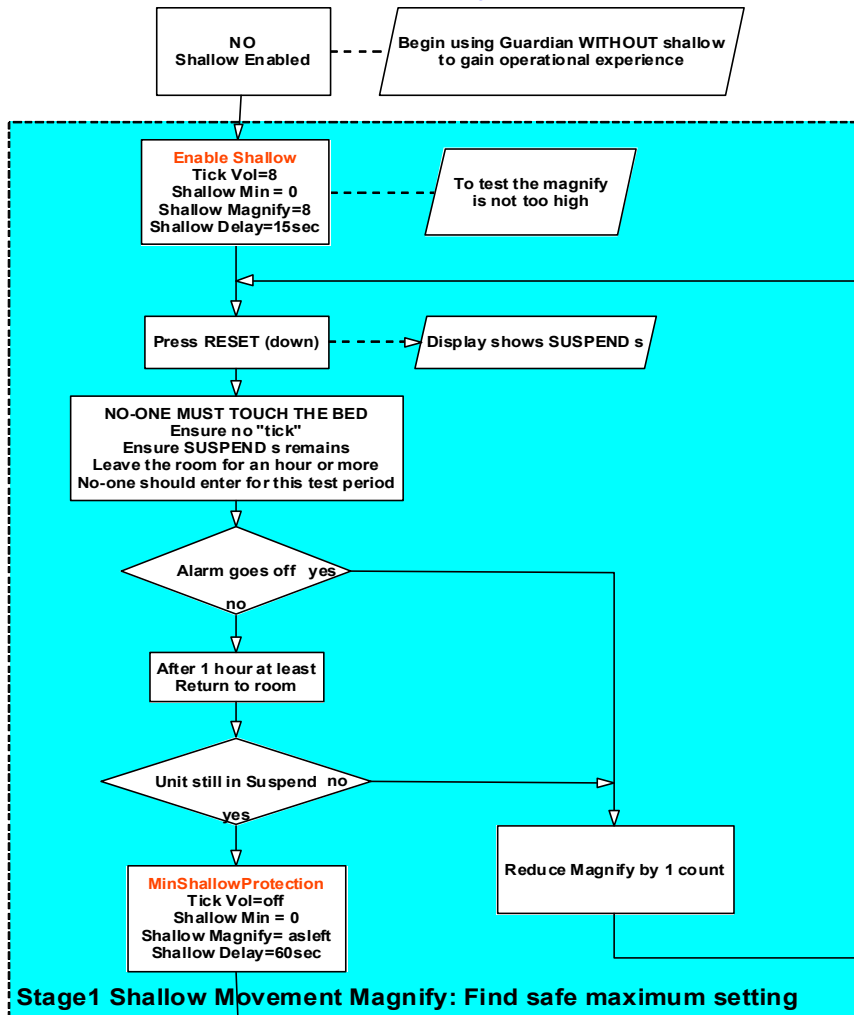 NO
Shallow Enabled
Begin using Guardian WITHOUT shallow
to gain operational experience
Enable Shallow
Tick Vol=8
Shallow Min = 0
Shallow Magnify=8
Shallow Delay=15sec
To test the magnify
is not too high
Press RESET (down)
Display shows SUSPEND s
NO-ONE MUST TOUCH THE BED
Ensure no "tick"
Ensure SUSPEND s remains
Leave the room for an hour or more
No-one should enter for this test period
Alarm goes off yes
no
After 1 hour at least
Return to room
Unit still in Suspend no
yes
Reduce Magnify by 1 count
MinShallowProtection
Tick Vol=off
Shallow Min = 0
Shallow Magnify= asleft
Shallow Delay=60sec
Stage1 Shallow Movement Magnify: Find safe maximum setting